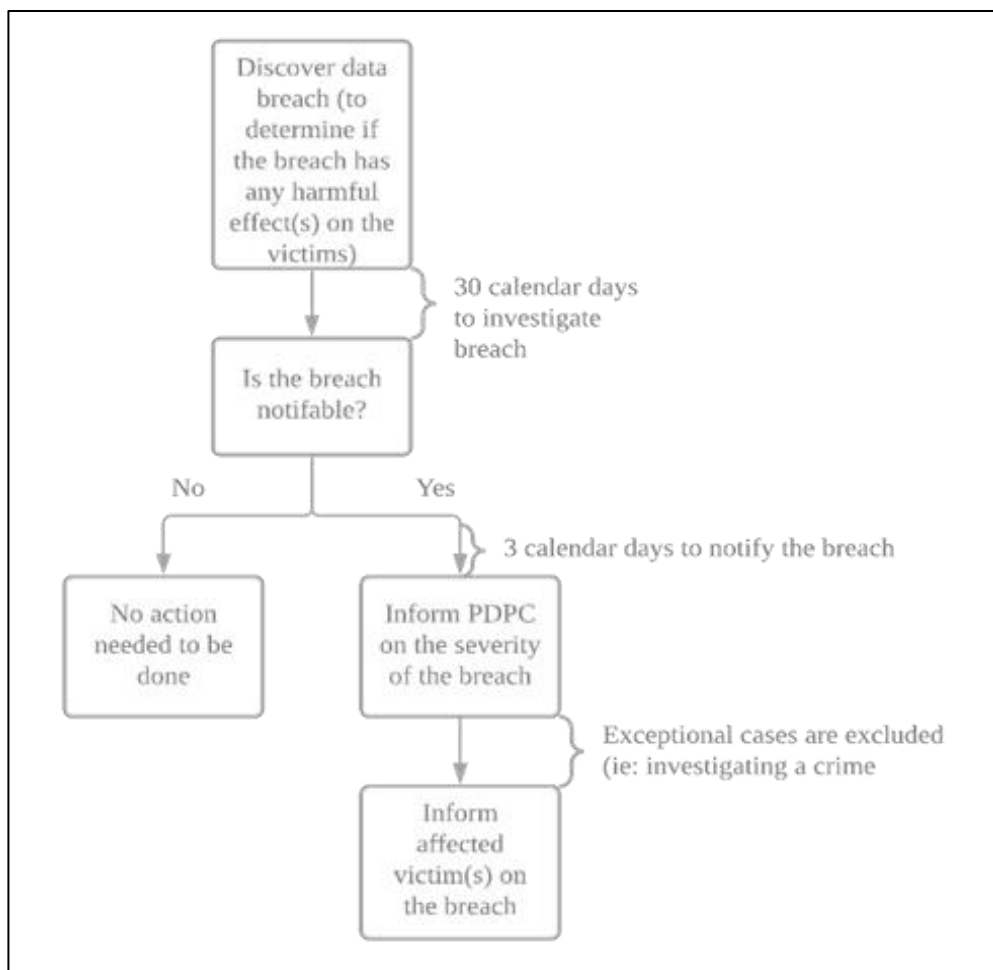 Discover data
breach (to
determine if
the breach has
any harmful
effect(s) on the
victims)
30 calendar days
to investigate
breach
Is the breach
notifable?
No
Yes
3 calendar days to notify the breach
No action
needed to be
done
Inform PDPC
on the severity
of the breach
Exceptional cases are excluded
(ie: investigating a crime
Inform
affected
victim(s) on
the breach